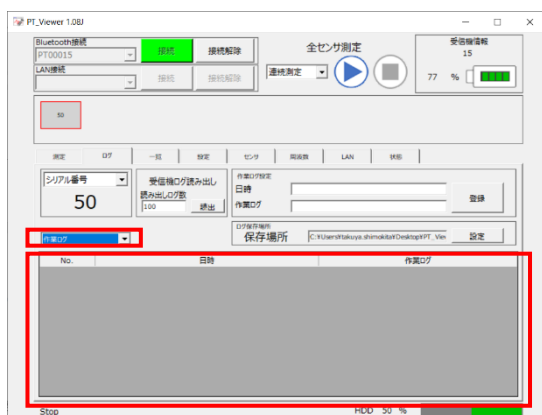 PT_Viewer 1.08J
Bluetooth接続
PT00015
接続
接続解除
LAN接続
接続
接続解除
全センサ測定
連続測定
受信機情報
15
77 %
50
測定 ログ 一括 設定 センサ 周波数 LAN 状態
シリアル番号
50
受信機ログ読み出し
読み出しログ数
100
読出
作業ログ設定
日時
作業ログ
登録
作業ログ
ログ保存場所
保存場所
C:¥Users¥takuya.shimokita¥Desktop¥PT_View
設定
No. 日時 作業ログ
Stop
HDD 50 %